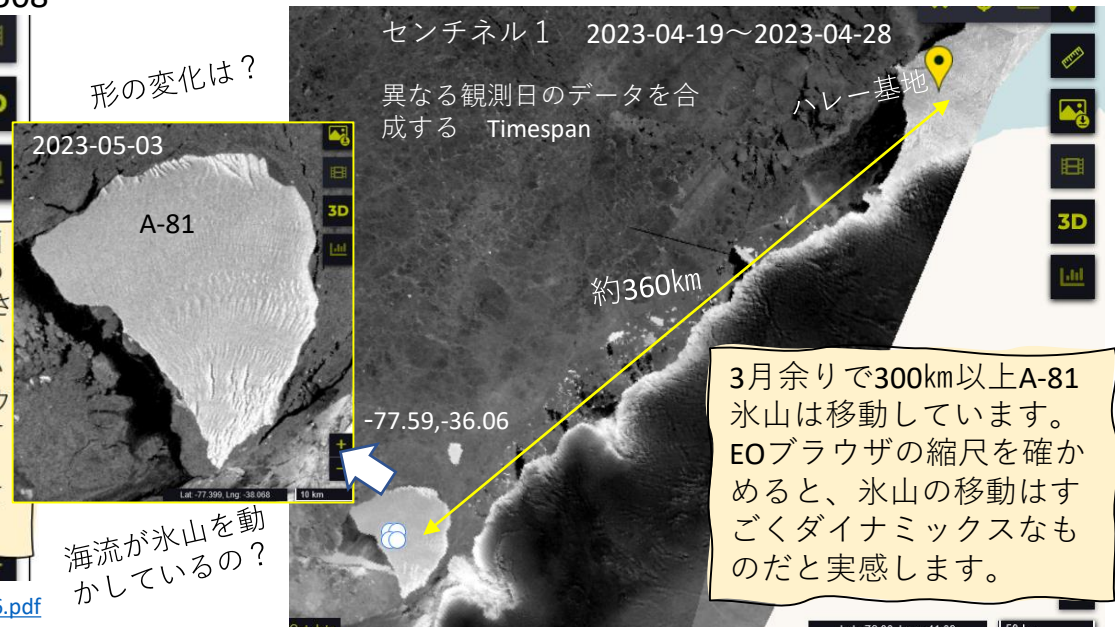 形の変化は？
センチネル１　2023-04-19～2023-04-28
異なる観測日のデータを合
成する　Timespan
ハレー基地
2023-05-03
A-81
3D
Lat: -77.399, Lng: -38.068
10 km
約360㎞
-77.59,-36.06
3D
3月余りで300㎞以上A-81
氷山は移動しています。
EOブラウザの縮尺を確か
めると、氷山の移動はす
ごくダイナミックスなも
のだと実感します。
海流が氷山を動
かしているの？
.pdf